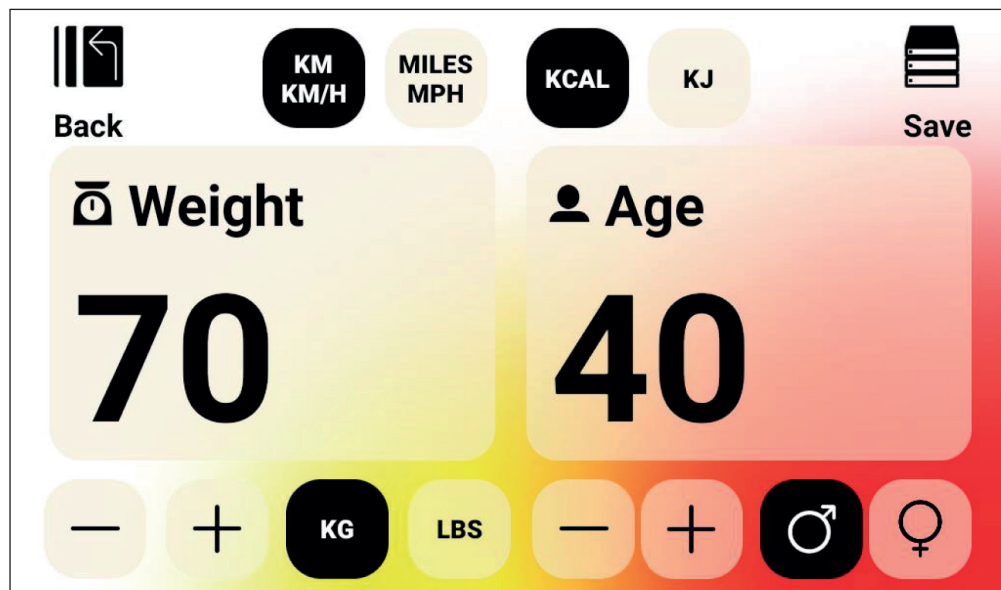 KM
KM/H
MILES
MPH
KCAL
KJ
Back
Save
Weight
Age
70
40
KG
LBS